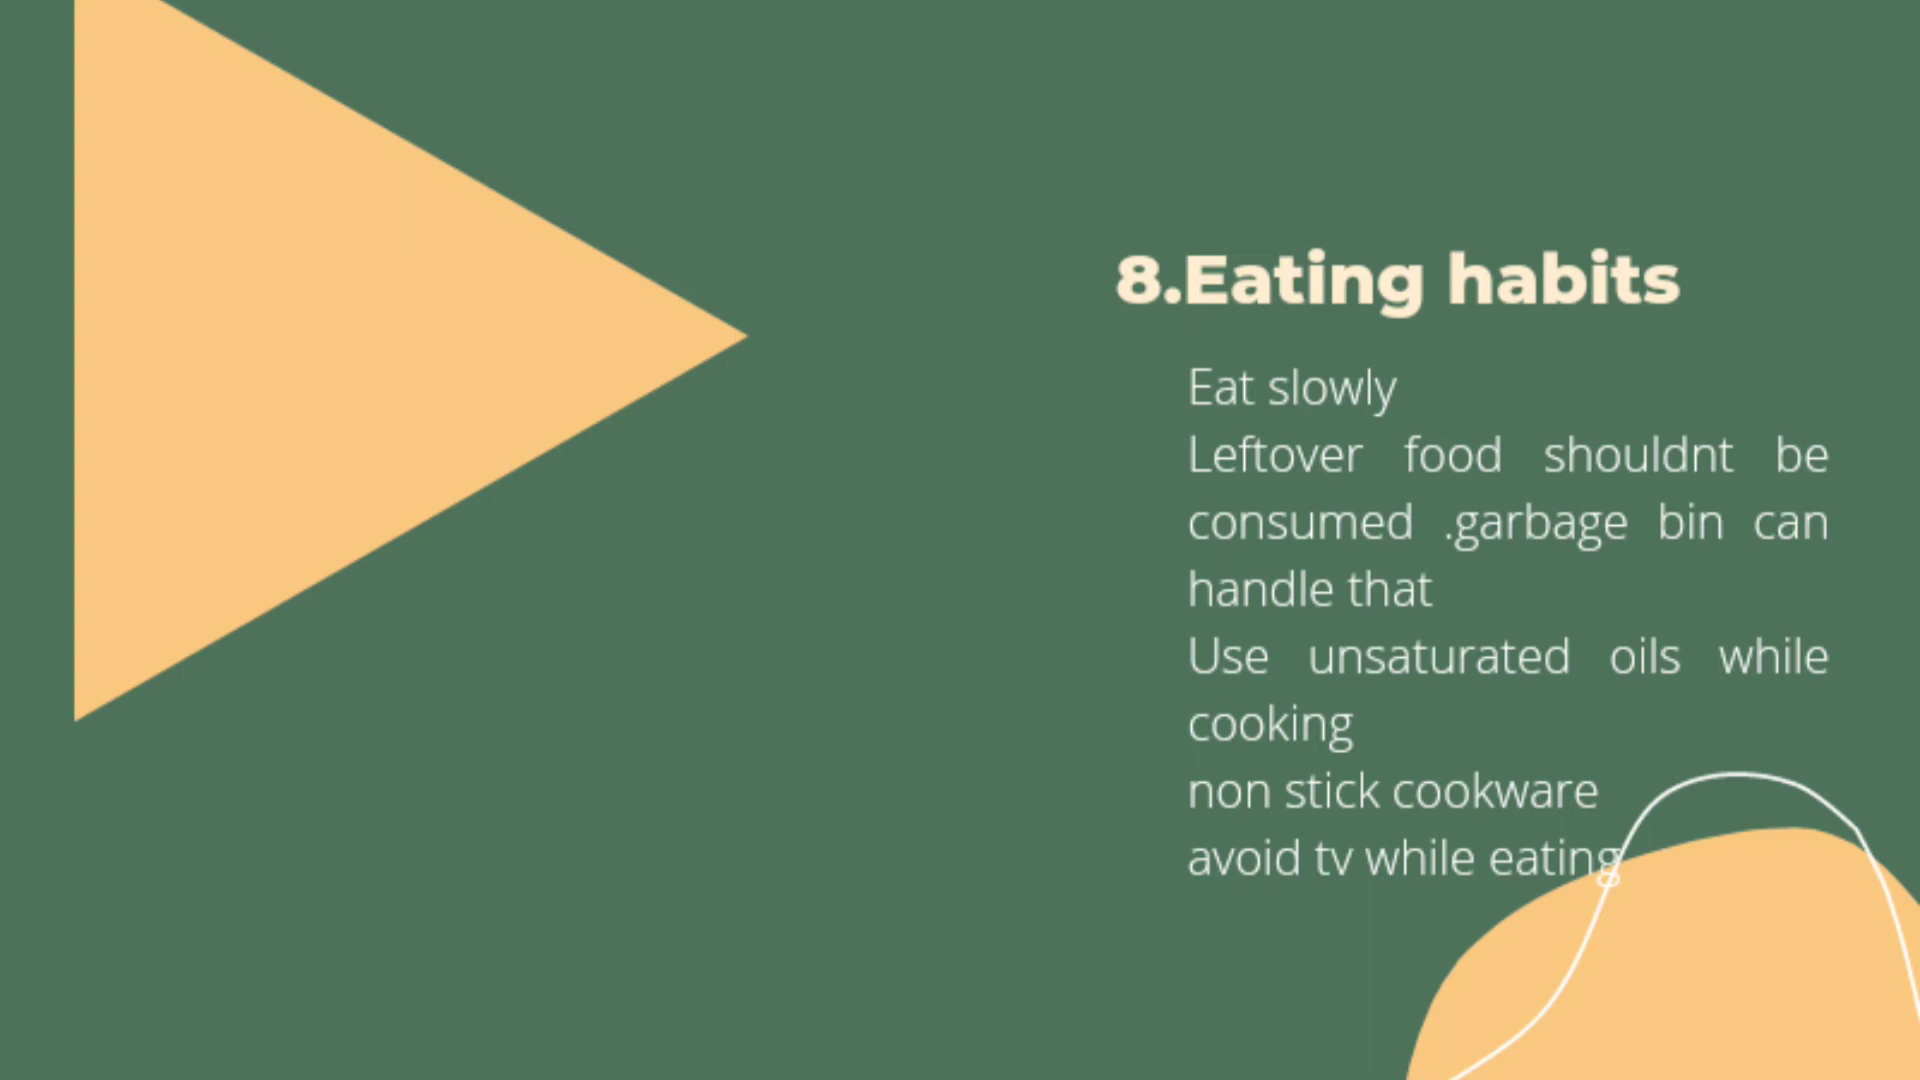 8.Eating habits
Eat slowly
Leftover food shouldnt be
consumed .garbage bin can
handle that
Use unsaturated oils while
cooking
non stick cookware
avoid tv while eating